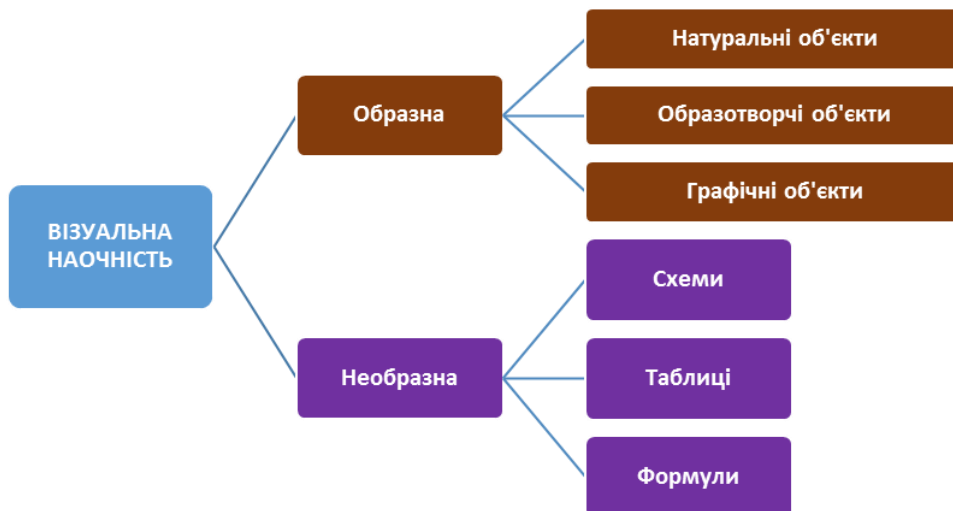 ВІЗУАЛЬНА
НАОЧНІСТЬ
Образна
Натуральні об'єкти
Образотворчі об'єкти
Графічні об'єкти
Необразна
Схеми
Таблиці
Формули